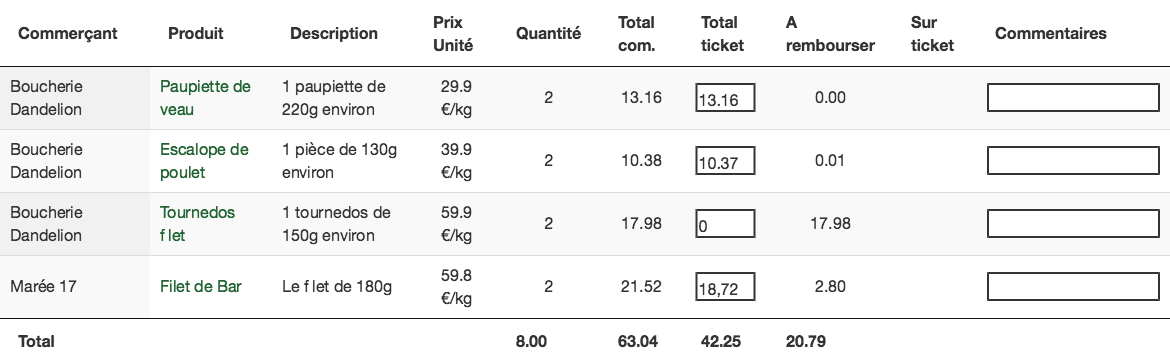 Commerçant Produit Description Prix Unité Quantité Total com. Total ticket A rembourser Sur ticket Commentaires
Boucherie Dandelion Paupiette de veau 1 paupiette de 220g environ 29.9 €/kg 2 13.16 13.16 0.00
Boucherie Dandelion Escalope de poulet 1 pièce de 130g environ 39.9 €/kg 2 10.38 10.37 0.01
Boucherie Dandelion Tournedos f let 1 tournedos de 150g environ 59.9 €/kg 2 17.98 0 17.98
Marée 17 Filet de Bar Le f let de 180g 59.8 €/kg 2 21.52 18,72 2.80
Total 8.00 63.04 42.25 20.79